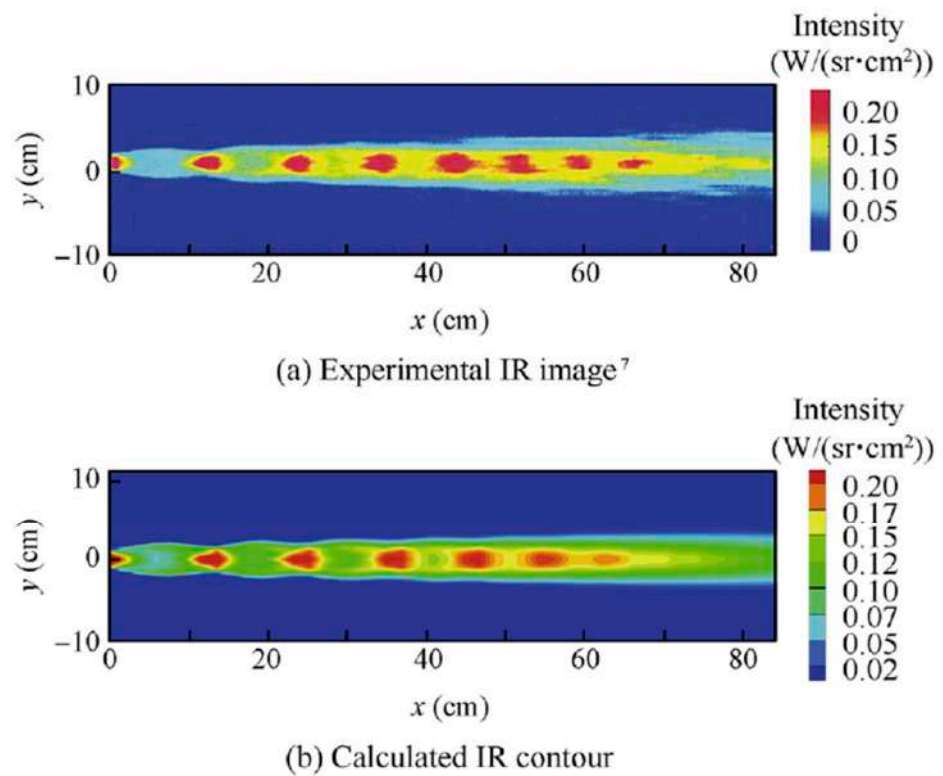 Intensity
(W/(sr·cm²))
10
0
−10
y (cm)
0.20
0.15
0.10
0.05
0
0 20 40 60 80
x (cm)
(a) Experimental IR image⁷
Intensity
(W/(sr·cm²))
10
0
−10
y (cm)
0.20
0.17
0.15
0.12
0.10
0.07
0.05
0.02
0 20 40 60 80
x (cm)
(b) Calculated IR contour